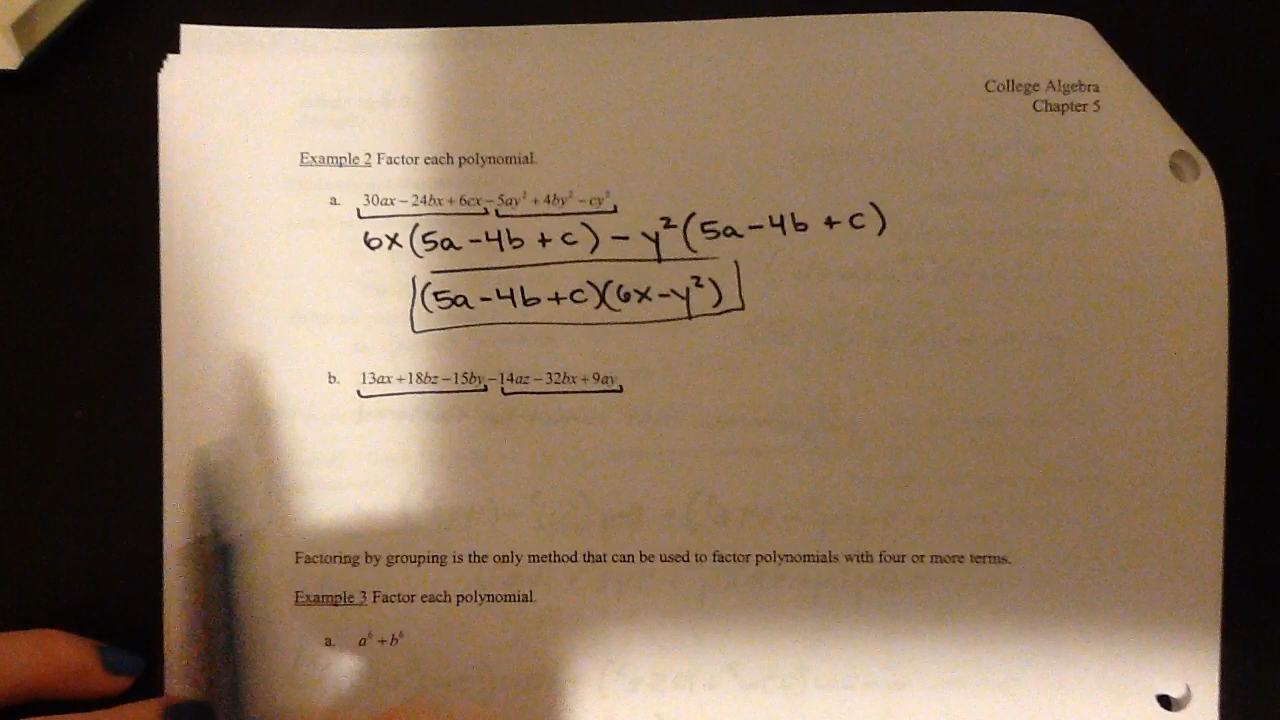 College Algebra
Chapter 5
Example 2 Factor each polynomial.
a. 30ax – 24bx + 6cx – 5ay² + 4by² – cy²
6x(5a – 4b + c) – y²(5a – 4b + c)
(5a – 4b + c)(6x – y²)
b. 13ax + 18bz – 15by – 14az – 32bx + 9ay
Factoring by grouping is the only method that can be used to factor polynomials with four or more terms.
Example 3 Factor each polynomial.
a. a⁶ + b⁶